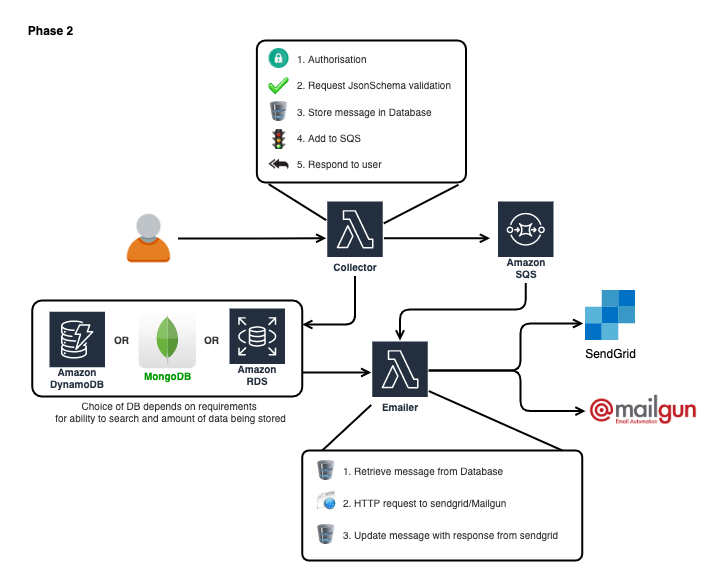 Phase 2
1. Authorisation
2. Request JsonSchema validation
3. Store message in Database
4. Add to SQS
5. Respond to user
Collector
Amazon
SQS
Amazon
DynamoDB
OR
MongoDB
OR
Amazon
RDS
Choice of DB depends on requirements
for ability to search and amount of data being stored
Emailer
SendGrid
@mailgun
Email Automation
1. Retrieve message from Database
2. HTTP request to sendgrid/Mailgun
3. Update message with response from sendgrid